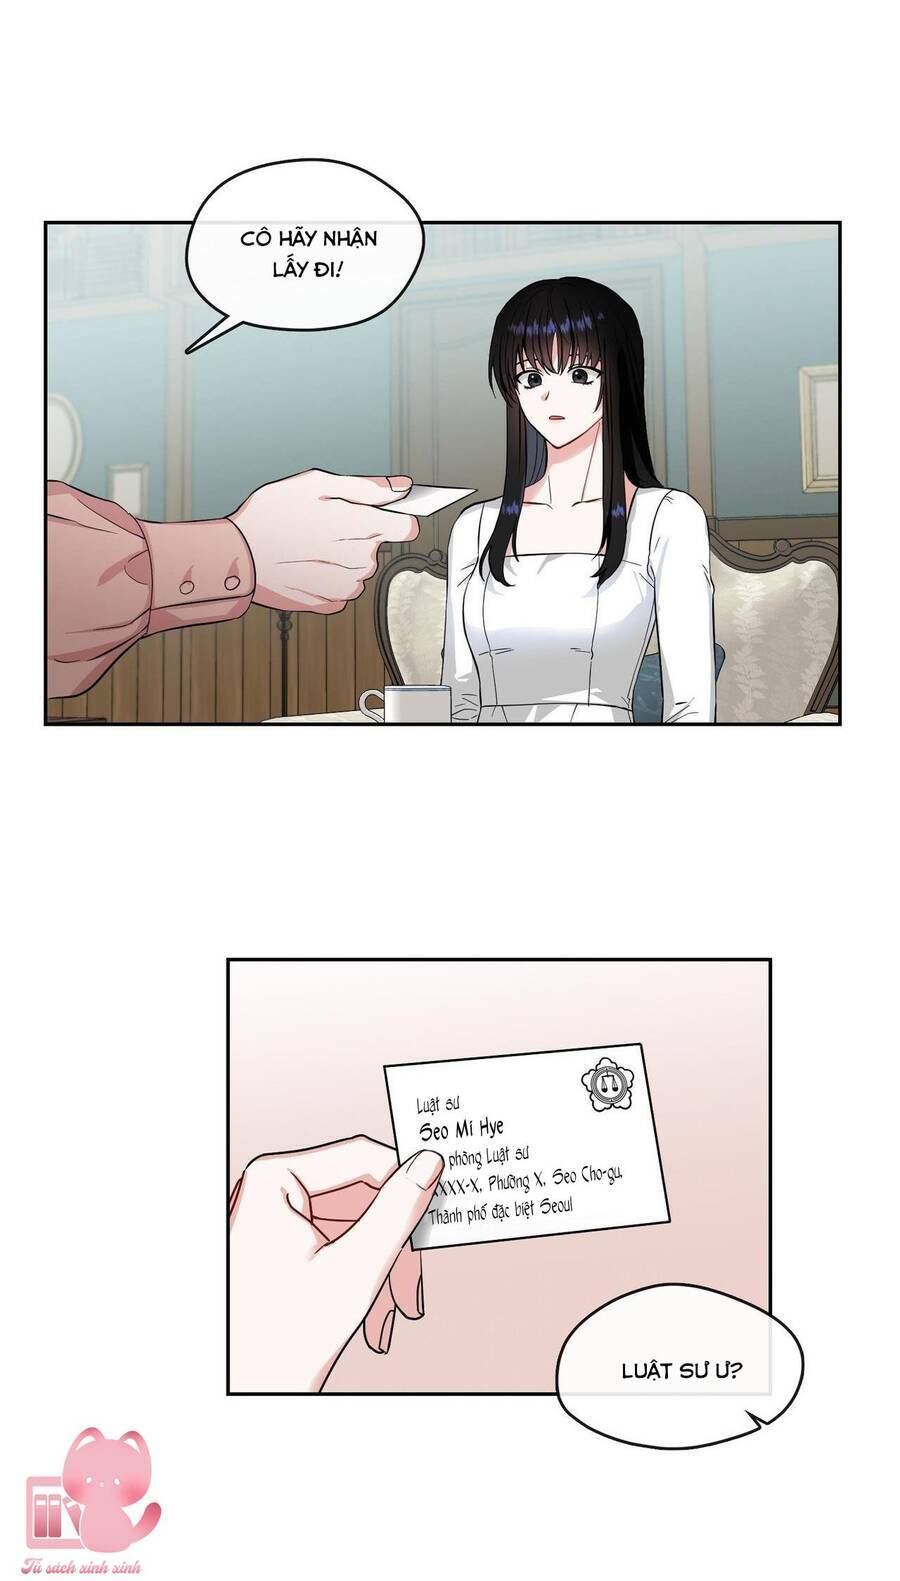 CÔ HÃY NHẬN
LẤY ĐI!
Luật sư
Seo Mi Hye
phòng Luật sư
XXX-X, Phường X, Seo Cho-gu,
Thành phố đặc biệt Seoul
LUẬT SƯ Ư?
Tủ sách xinh xinh